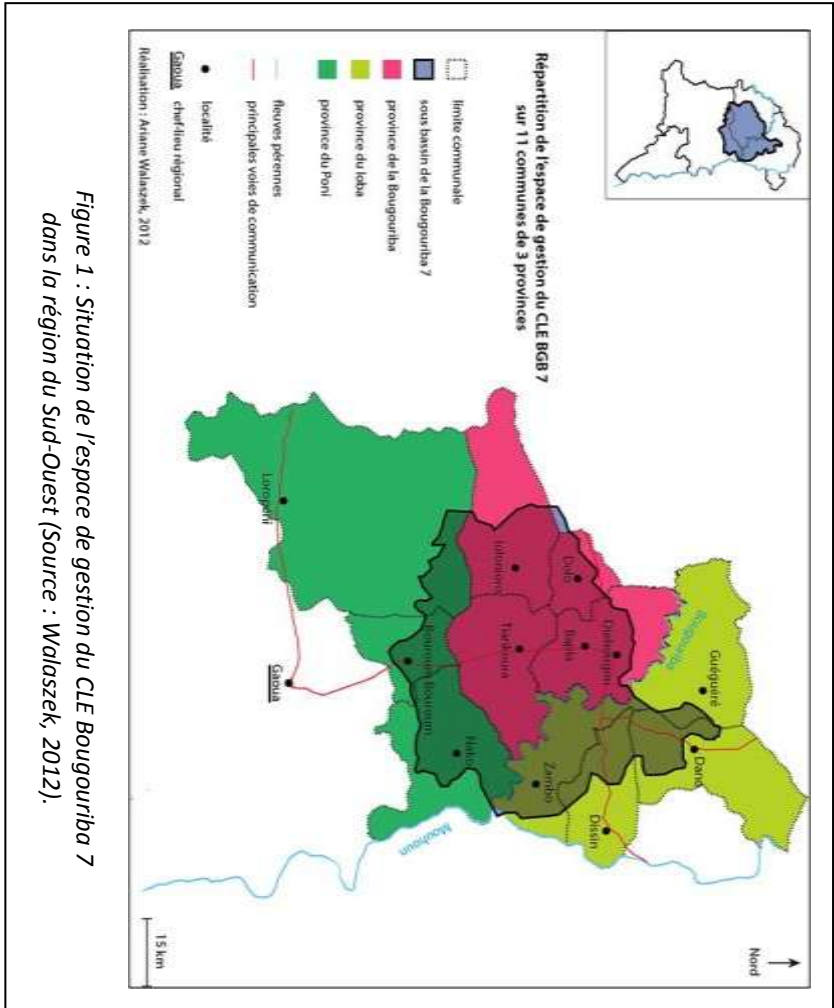 Répartition de l'espace de gestion du CLE BGB 7
sur 11 communes de 3 provinces
limite communale
sous bassin de la Bougouriba 7
province de la Bougouriba
province du Ioba
province du Poni
fleuves pérennes
principales voies de communication
localité
Gaoua chef-lieu régional
Réalisation : Ariane Walaszek, 2012
Nord
Guéguéré
Bougouriba
Dano
Diébougou
Dolo
Bapla
Dissin
Iolonioro
Tiankoura
Zambo
Bouroum Bouroum
Nako
Mouhoun
Loropéni
Gaoua
15 km
Figure 1 : Situation de l'espace de gestion du CLE Bougouriba 7
dans la région du Sud-Ouest (Source : Walaszek, 2012).